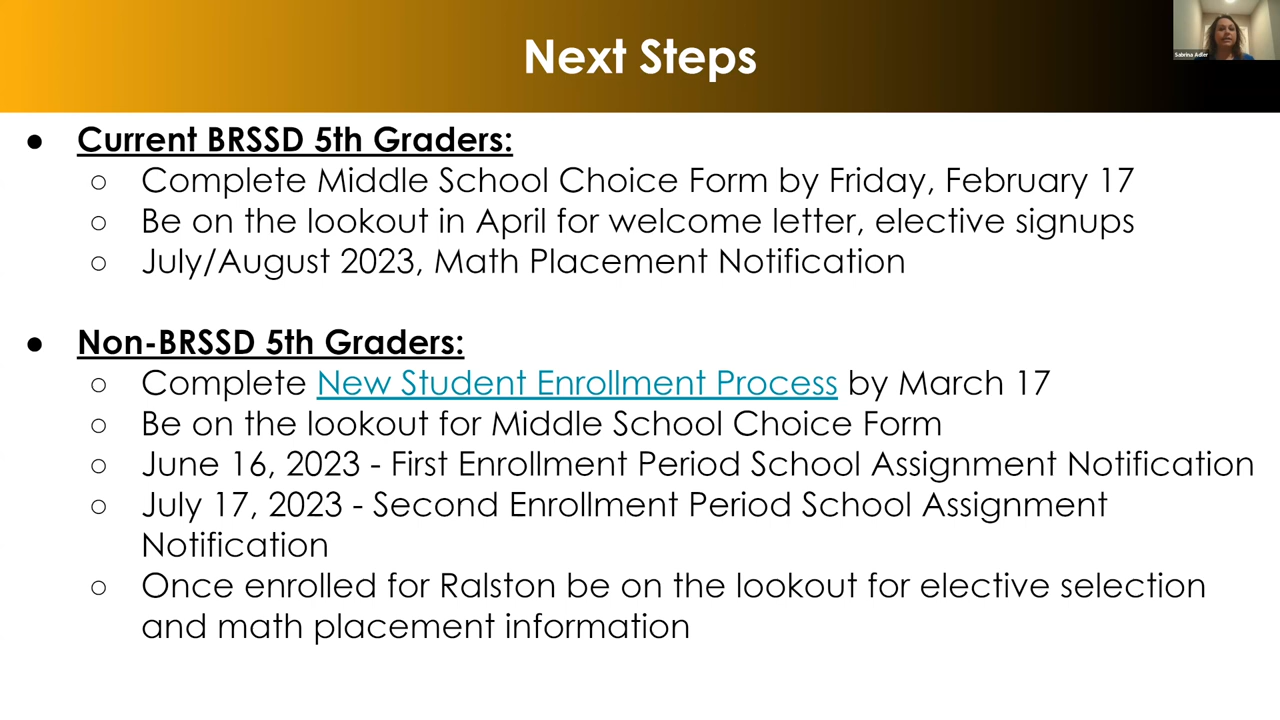 Next Steps
Sabrina Adler
● Current BRSSD 5th Graders:
○ Complete Middle School Choice Form by Friday, February 17
○ Be on the lookout in April for welcome letter, elective signups
○ July/August 2023, Math Placement Notification
● Non-BRSSD 5th Graders:
○ Complete New Student Enrollment Process by March 17
○ Be on the lookout for Middle School Choice Form
○ June 16, 2023 - First Enrollment Period School Assignment Notification
○ July 17, 2023 - Second Enrollment Period School Assignment
Notification
○ Once enrolled for Ralston be on the lookout for elective selection
and math placement information